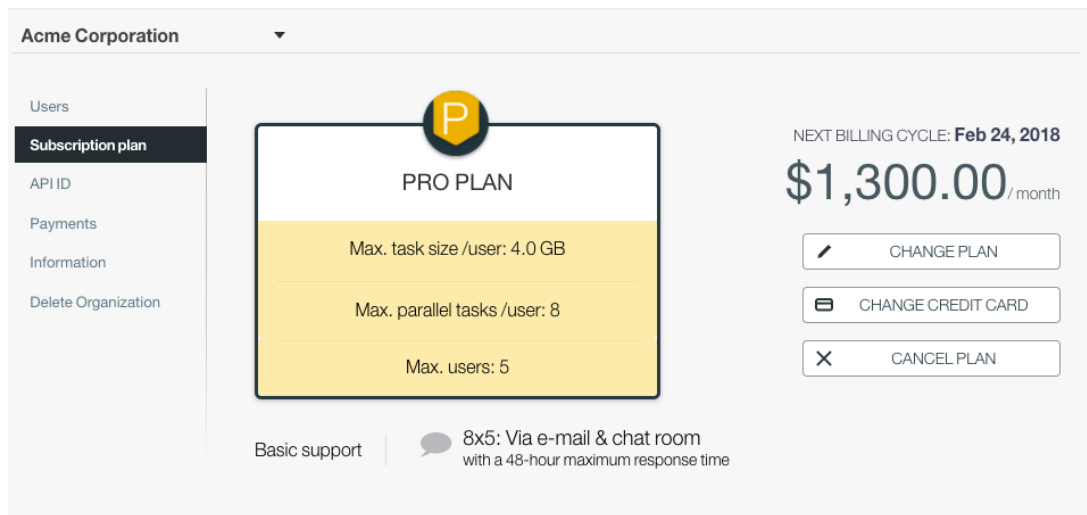 Acme Corporation
Users
Subscription plan
API ID
Payments
Information
Delete Organization
P
PRO PLAN
Max. task size /user: 4.0 GB
Max. parallel tasks /user: 8
Max. users: 5
Basic support
8x5: Via e-mail & chat room
with a 48-hour maximum response time
NEXT BILLING CYCLE: Feb 24, 2018
$1,300.00/ month
CHANGE PLAN
CHANGE CREDIT CARD
CANCEL PLAN